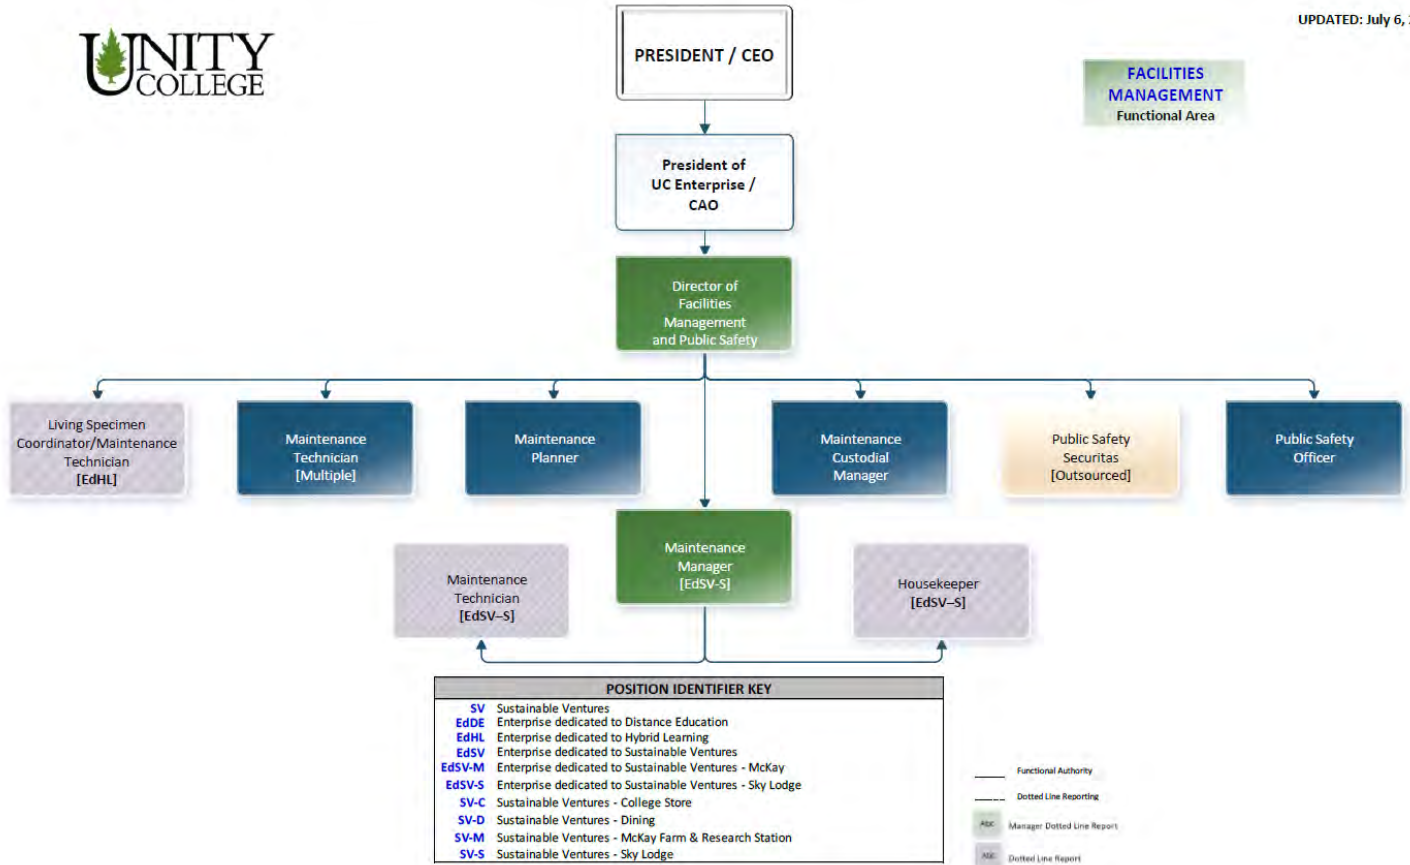 UNITY
COLLEGE
UPDATED: July 6,
PRESIDENT / CEO
FACILITIES
MANAGEMENT
Functional Area
President of
UC Enterprise /
CAO
Director of
Facilities
Management
and Public Safety
Living Specimen
Coordinator/Maintenance
Technician
[EdHL]
Maintenance
Technician
[Multiple]
Maintenance
Planner
Maintenance
Custodial
Manager
Public Safety
Securitas
[Outsourced]
Public Safety
Officer
Maintenance
Technician
[EdSV–S]
Maintenance
Manager
[EdSV-S]
Housekeeper
[EdSV–S]
POSITION IDENTIFIER KEY
SV Sustainable Ventures
EdDE Enterprise dedicated to Distance Education
EdHL Enterprise dedicated to Hybrid Learning
EdSV Enterprise dedicated to Sustainable Ventures
EdSV-M Enterprise dedicated to Sustainable Ventures - McKay
EdSV-S Enterprise dedicated to Sustainable Ventures - Sky Lodge
SV-C Sustainable Ventures - College Store
SV-D Sustainable Ventures - Dining
SV-M Sustainable Ventures - McKay Farm & Research Station
SV-S Sustainable Ventures - Sky Lodge
Functional Authority
Dotted Line Reporting
Abc Manager Dotted Line Report
Abc Dotted Line Report